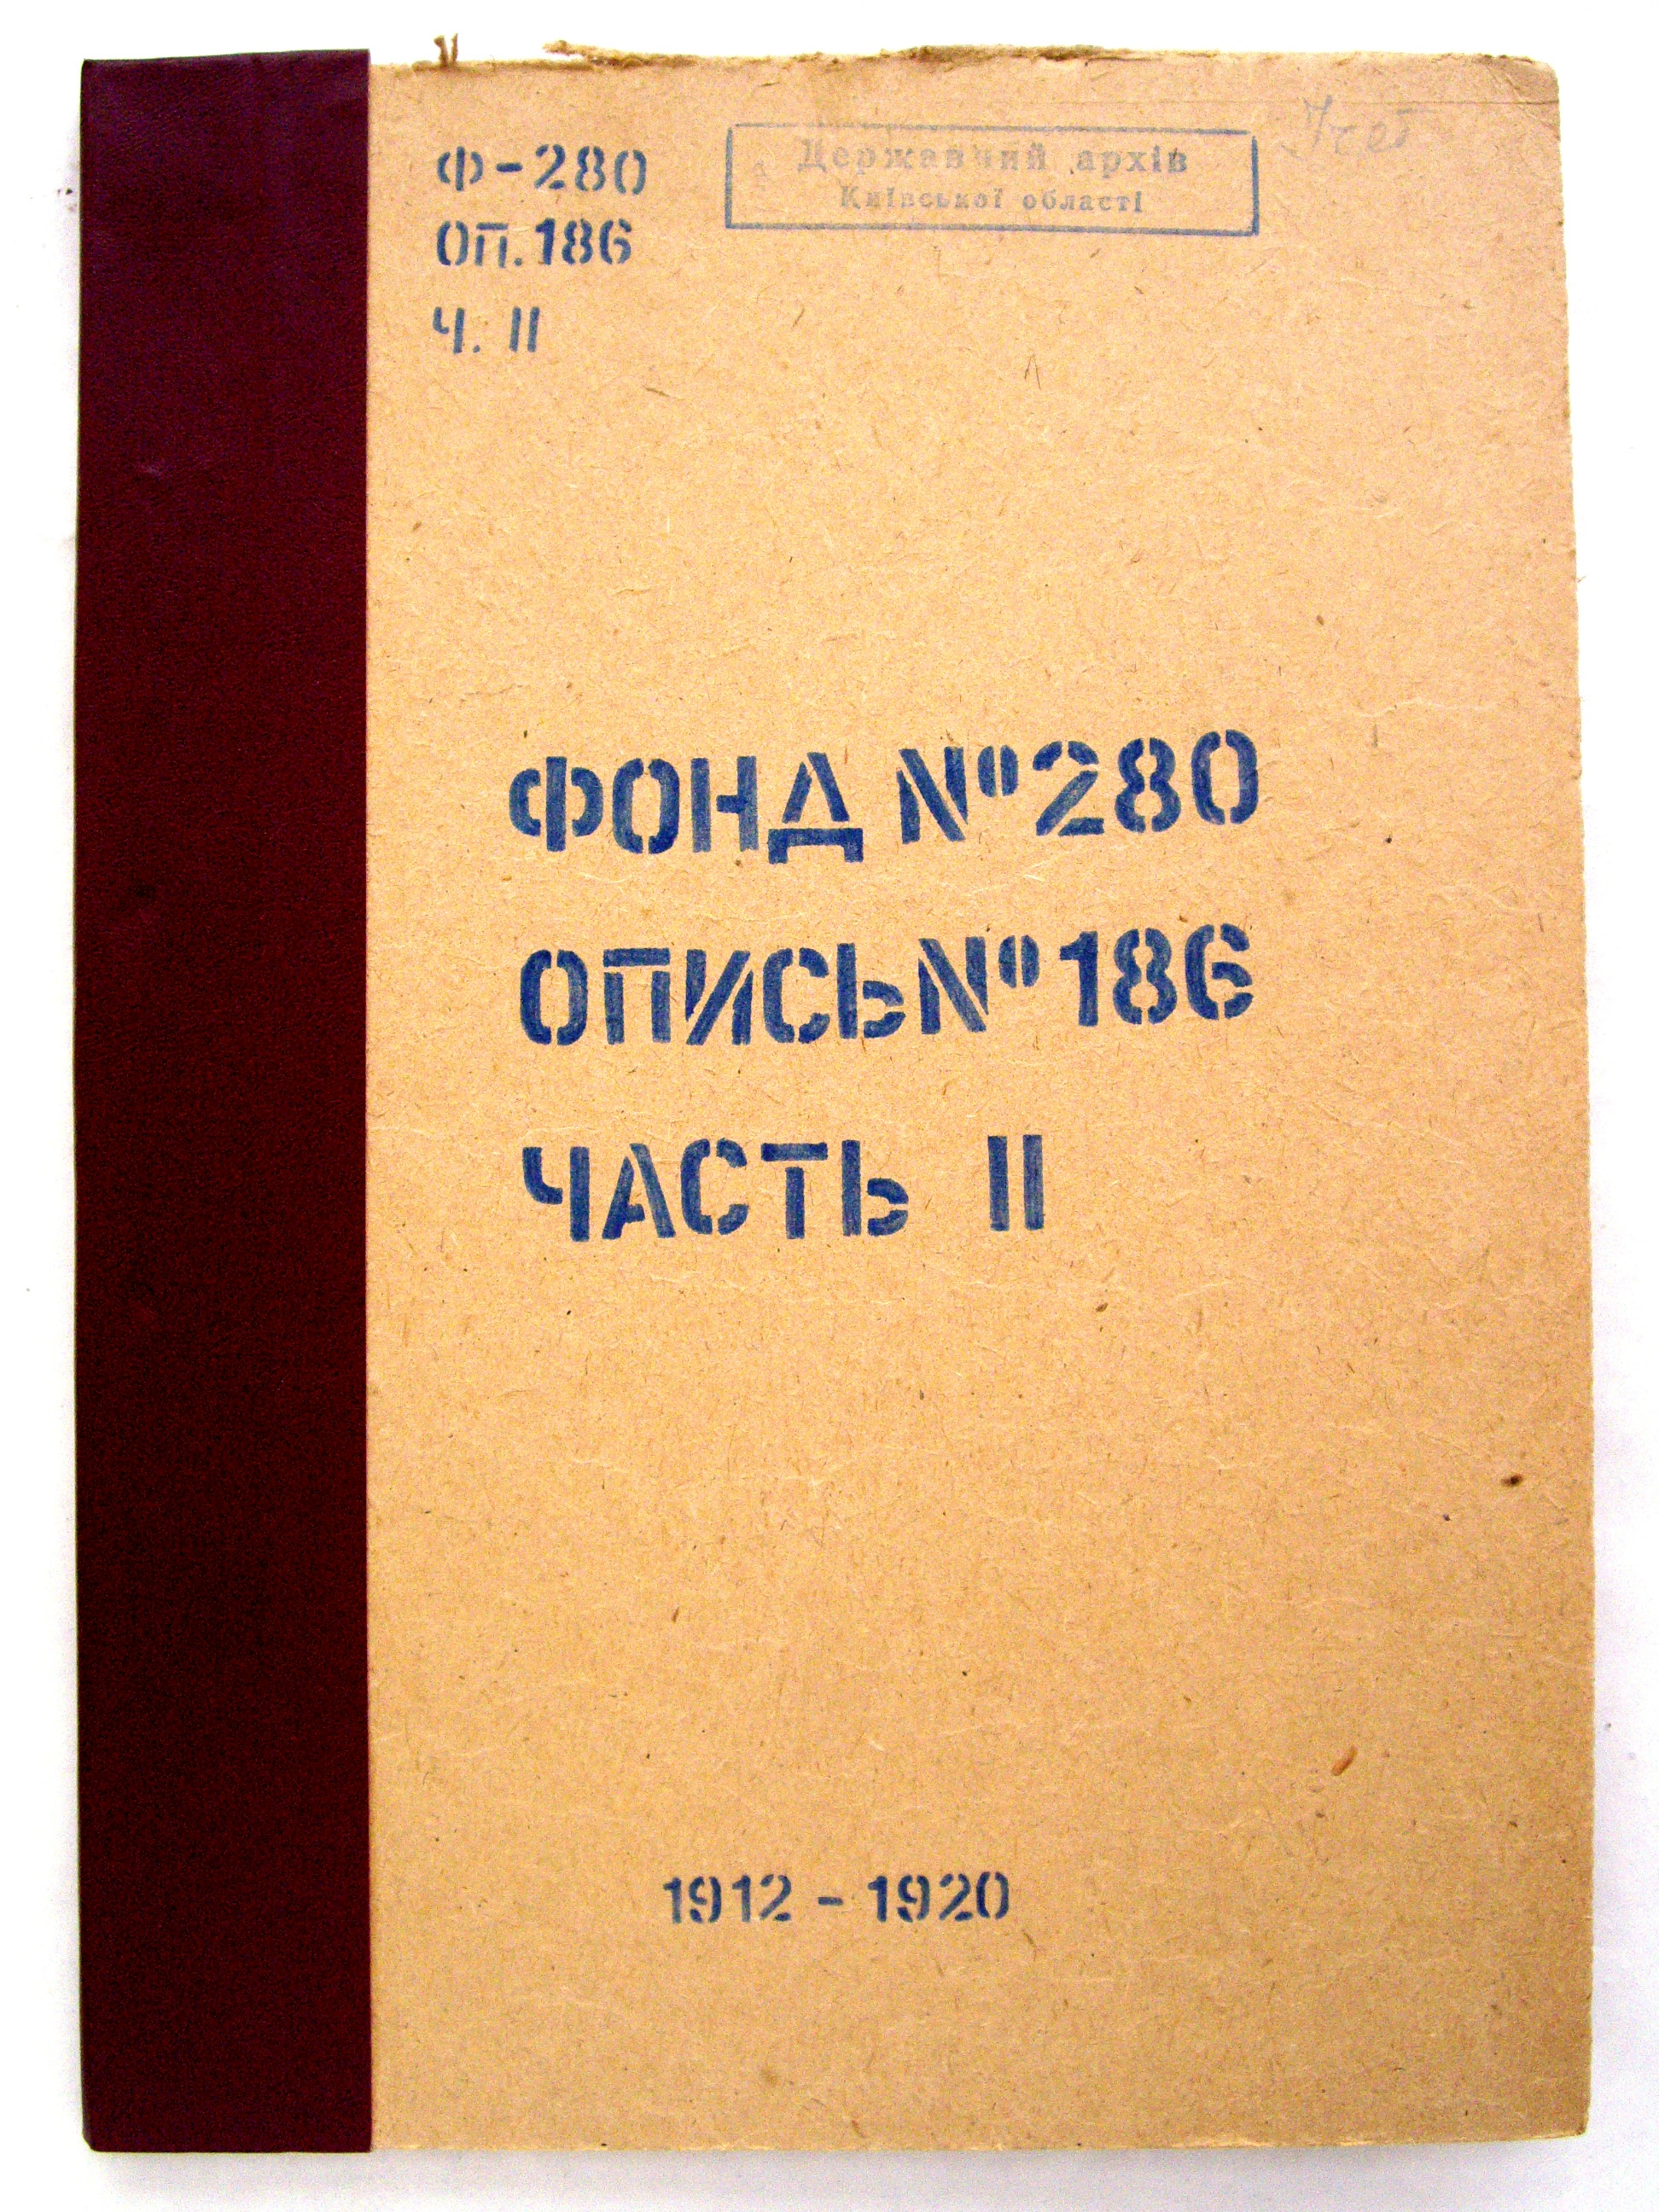 Ф-280
ОП.186
Ч. II
Державний архів
Київської області
ФОНД №280
ОПИСЬ №186
ЧАСТЬ II
1912 - 1920